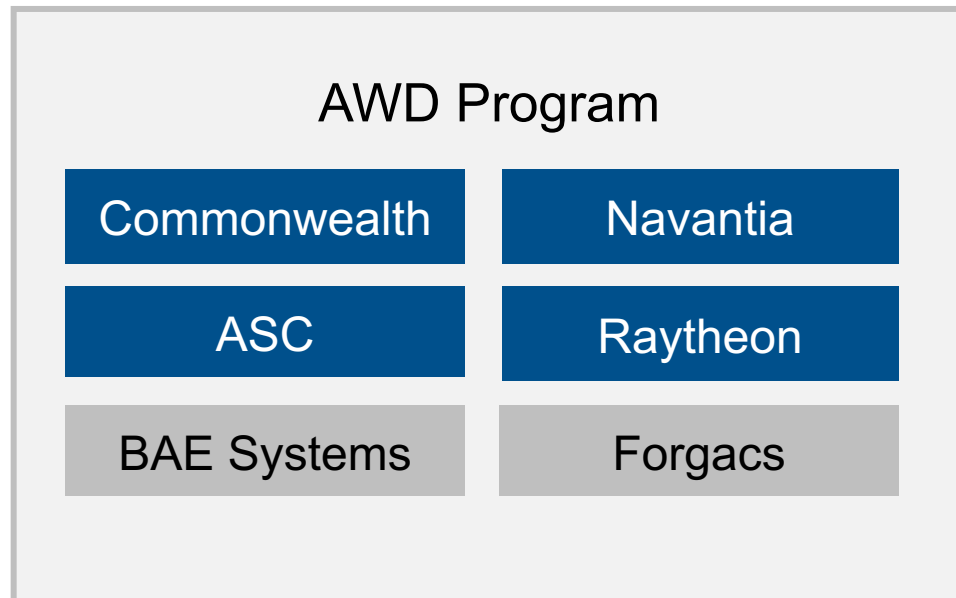 AWD Program
Commonwealth
Navantia
ASC
Raytheon
BAE Systems
Forgacs